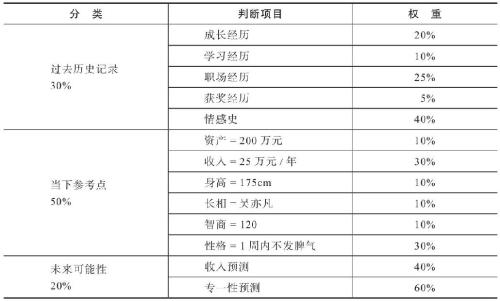 分 类 判断项目 权 重
过去历史记录
30%
成长经历 20%
学习经历 10%
职场经历 25%
获奖经历 5%
情感史 40%
当下参考点
50%
资产=200万元 10%
收入=25万元/年 30%
身高=175cm 10%
长相=吴亦凡 10%
智商=120 10%
性格=1周内不发脾气 30%
未来可能性
20%
收入预测 40%
专一性预测 60%